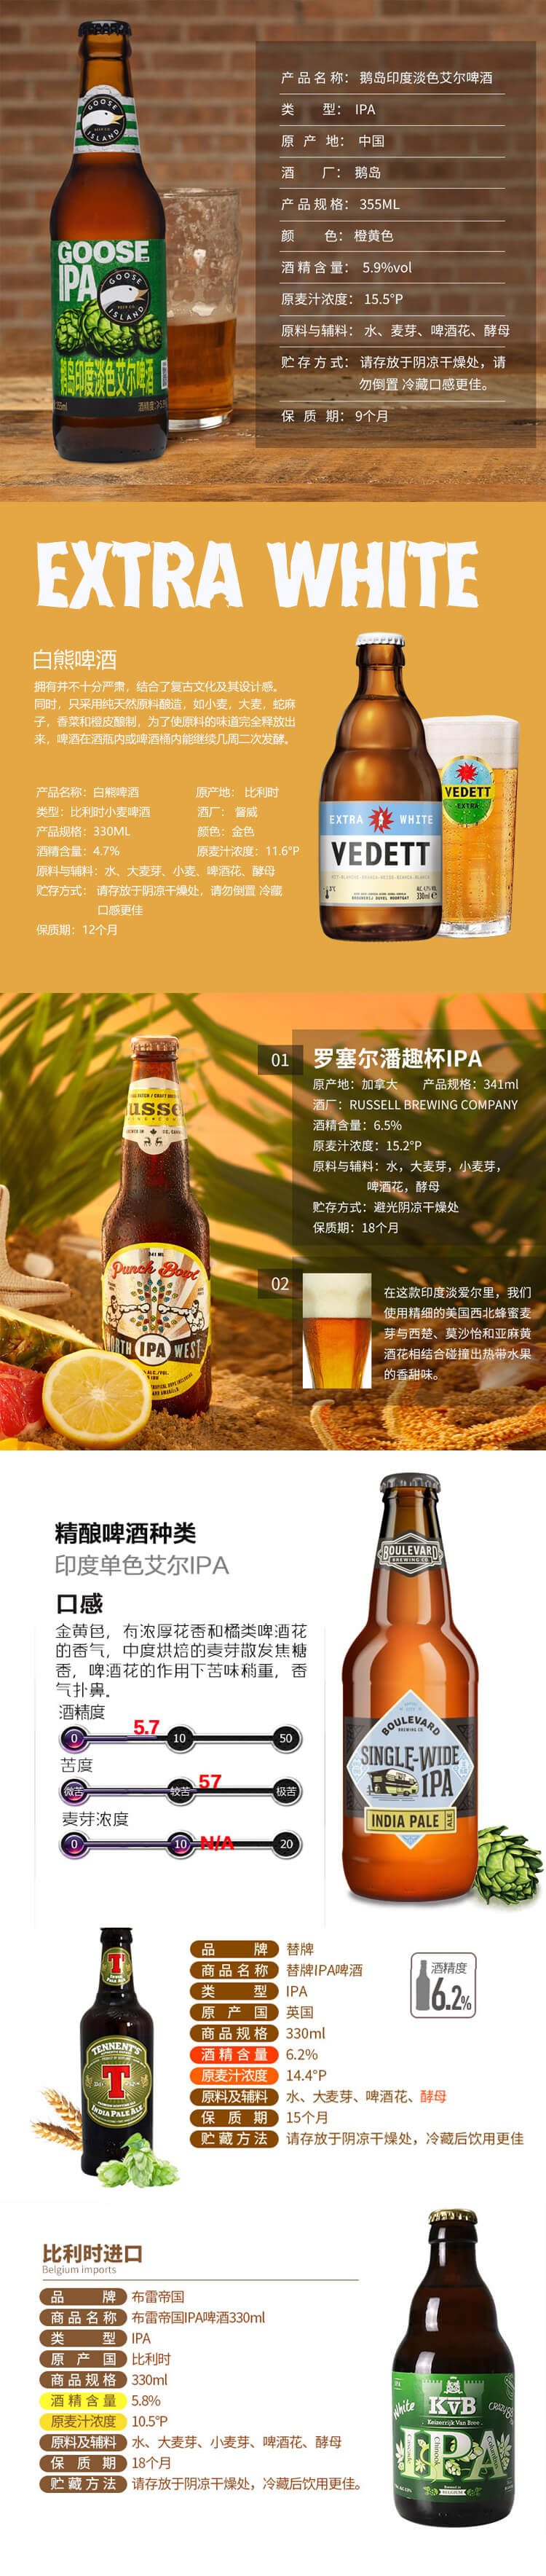 产品名称： 鹅岛印度淡色艾尔啤酒
类 型： IPA
原 产 地： 中国
酒 厂： 鹅岛
产品规格： 355ML
颜 色： 橙黄色
酒精含量： 5.9%vol
原麦汁浓度： 15.5°P
原料与辅料： 水、麦芽、啤酒花、酵母
贮存方式： 请存放于阴凉干燥处，请
勿倒置 冷藏口感更佳。
保 质 期： 9个月
GOOSE
ISLAND
GOOSE
IPA
GOOSE
BEER CO.
ISLAND
鹅岛印度淡色艾尔啤酒
EXTRA WHITE
白熊啤酒
拥有并不十分严肃，结合了复古文化及其设计感。
同时，只采用纯天然原料酿造，如小麦，大麦，蛇麻
子，香菜和橙皮酿制，为了使原料的味道完全释放出
来，啤酒在酒瓶内或啤酒桶内能继续几周二次发酵。
产品名称：白熊啤酒 原产地： 比利时
类型：比利时小麦啤酒 酒厂： 督威
产品规格：330ML 颜色：金色
酒精含量：4.7% 原麦汁浓度：11.6°P
原料与辅料：水、大麦芽、小麦、啤酒花、酵母
贮存方式： 请存放于阴凉干燥处，请勿倒置 冷藏
口感更佳
保质期：12个月
EXTRA WHITE
VEDETT
330ml
VEDETT
EXTRA
01
罗塞尔潘趣杯IPA
原产地：加拿大 产品规格：341ml
酒厂：RUSSELL BREWING COMPANY
酒精含量：6.5%
原麦汁浓度：15.2°P
原料与辅料：水，大麦芽，小麦芽，
啤酒花，酵母
贮存方式：避光阴凉干燥处
保质期：18个月
02
在这款印度淡爱尔里，我们
使用精细的美国西北蜂蜜麦
芽与西楚、莫沙怡和亚麻黄
酒花相结合碰撞出热带水果
的香甜味。
usse
341 ML
Punch Bowl
RTH IPA WEST
精酿啤酒种类
印度单色艾尔IPA
口感
金黄色，有浓厚花香和橘类啤酒花
的香气，中度烘焙的麦芽散发焦糖
香，啤酒花的作用下苦味稍重，香
气扑鼻。
酒精度
0 5.7 10 50
苦度
微苦 较苦 57 极苦
麦芽浓度
0 10 N/A 20
BOULEVARD
BREWING CO.
BOULEVARD
BREWING CO.
SINGLE-WIDE
IPA
INDIA PALE ALE
品 牌 替牌
商品名称 替牌IPA啤酒
类 型 IPA
原 产 国 英国
商品规格 330ml
酒精含量 6.2%
原麦汁浓度 14.4°P
原料及辅料 水、大麦芽、啤酒花、酵母
保 质 期 15个月
贮藏方法 请存放于阴凉干燥处，冷藏后饮用更佳
酒精度
6.2%
T
TENNENT'S
T
INDIA PALE ALE
比利时进口
Belgium imports
品 牌 布雷帝国
商品名称 布雷帝国IPA啤酒330ml
类 型 IPA
原 产 国 比利时
商品规格 330ml
酒精含量 5.8%
原麦汁浓度 10.5°P
原料及辅料 水、大麦芽、小麦芽、啤酒花、酵母
保 质 期 18个月
贮藏方法 请存放于阴凉干燥处，冷藏后饮用更佳。
White
KvB
Keizerrijk Van Bree
IPA
Cascade
Chinook